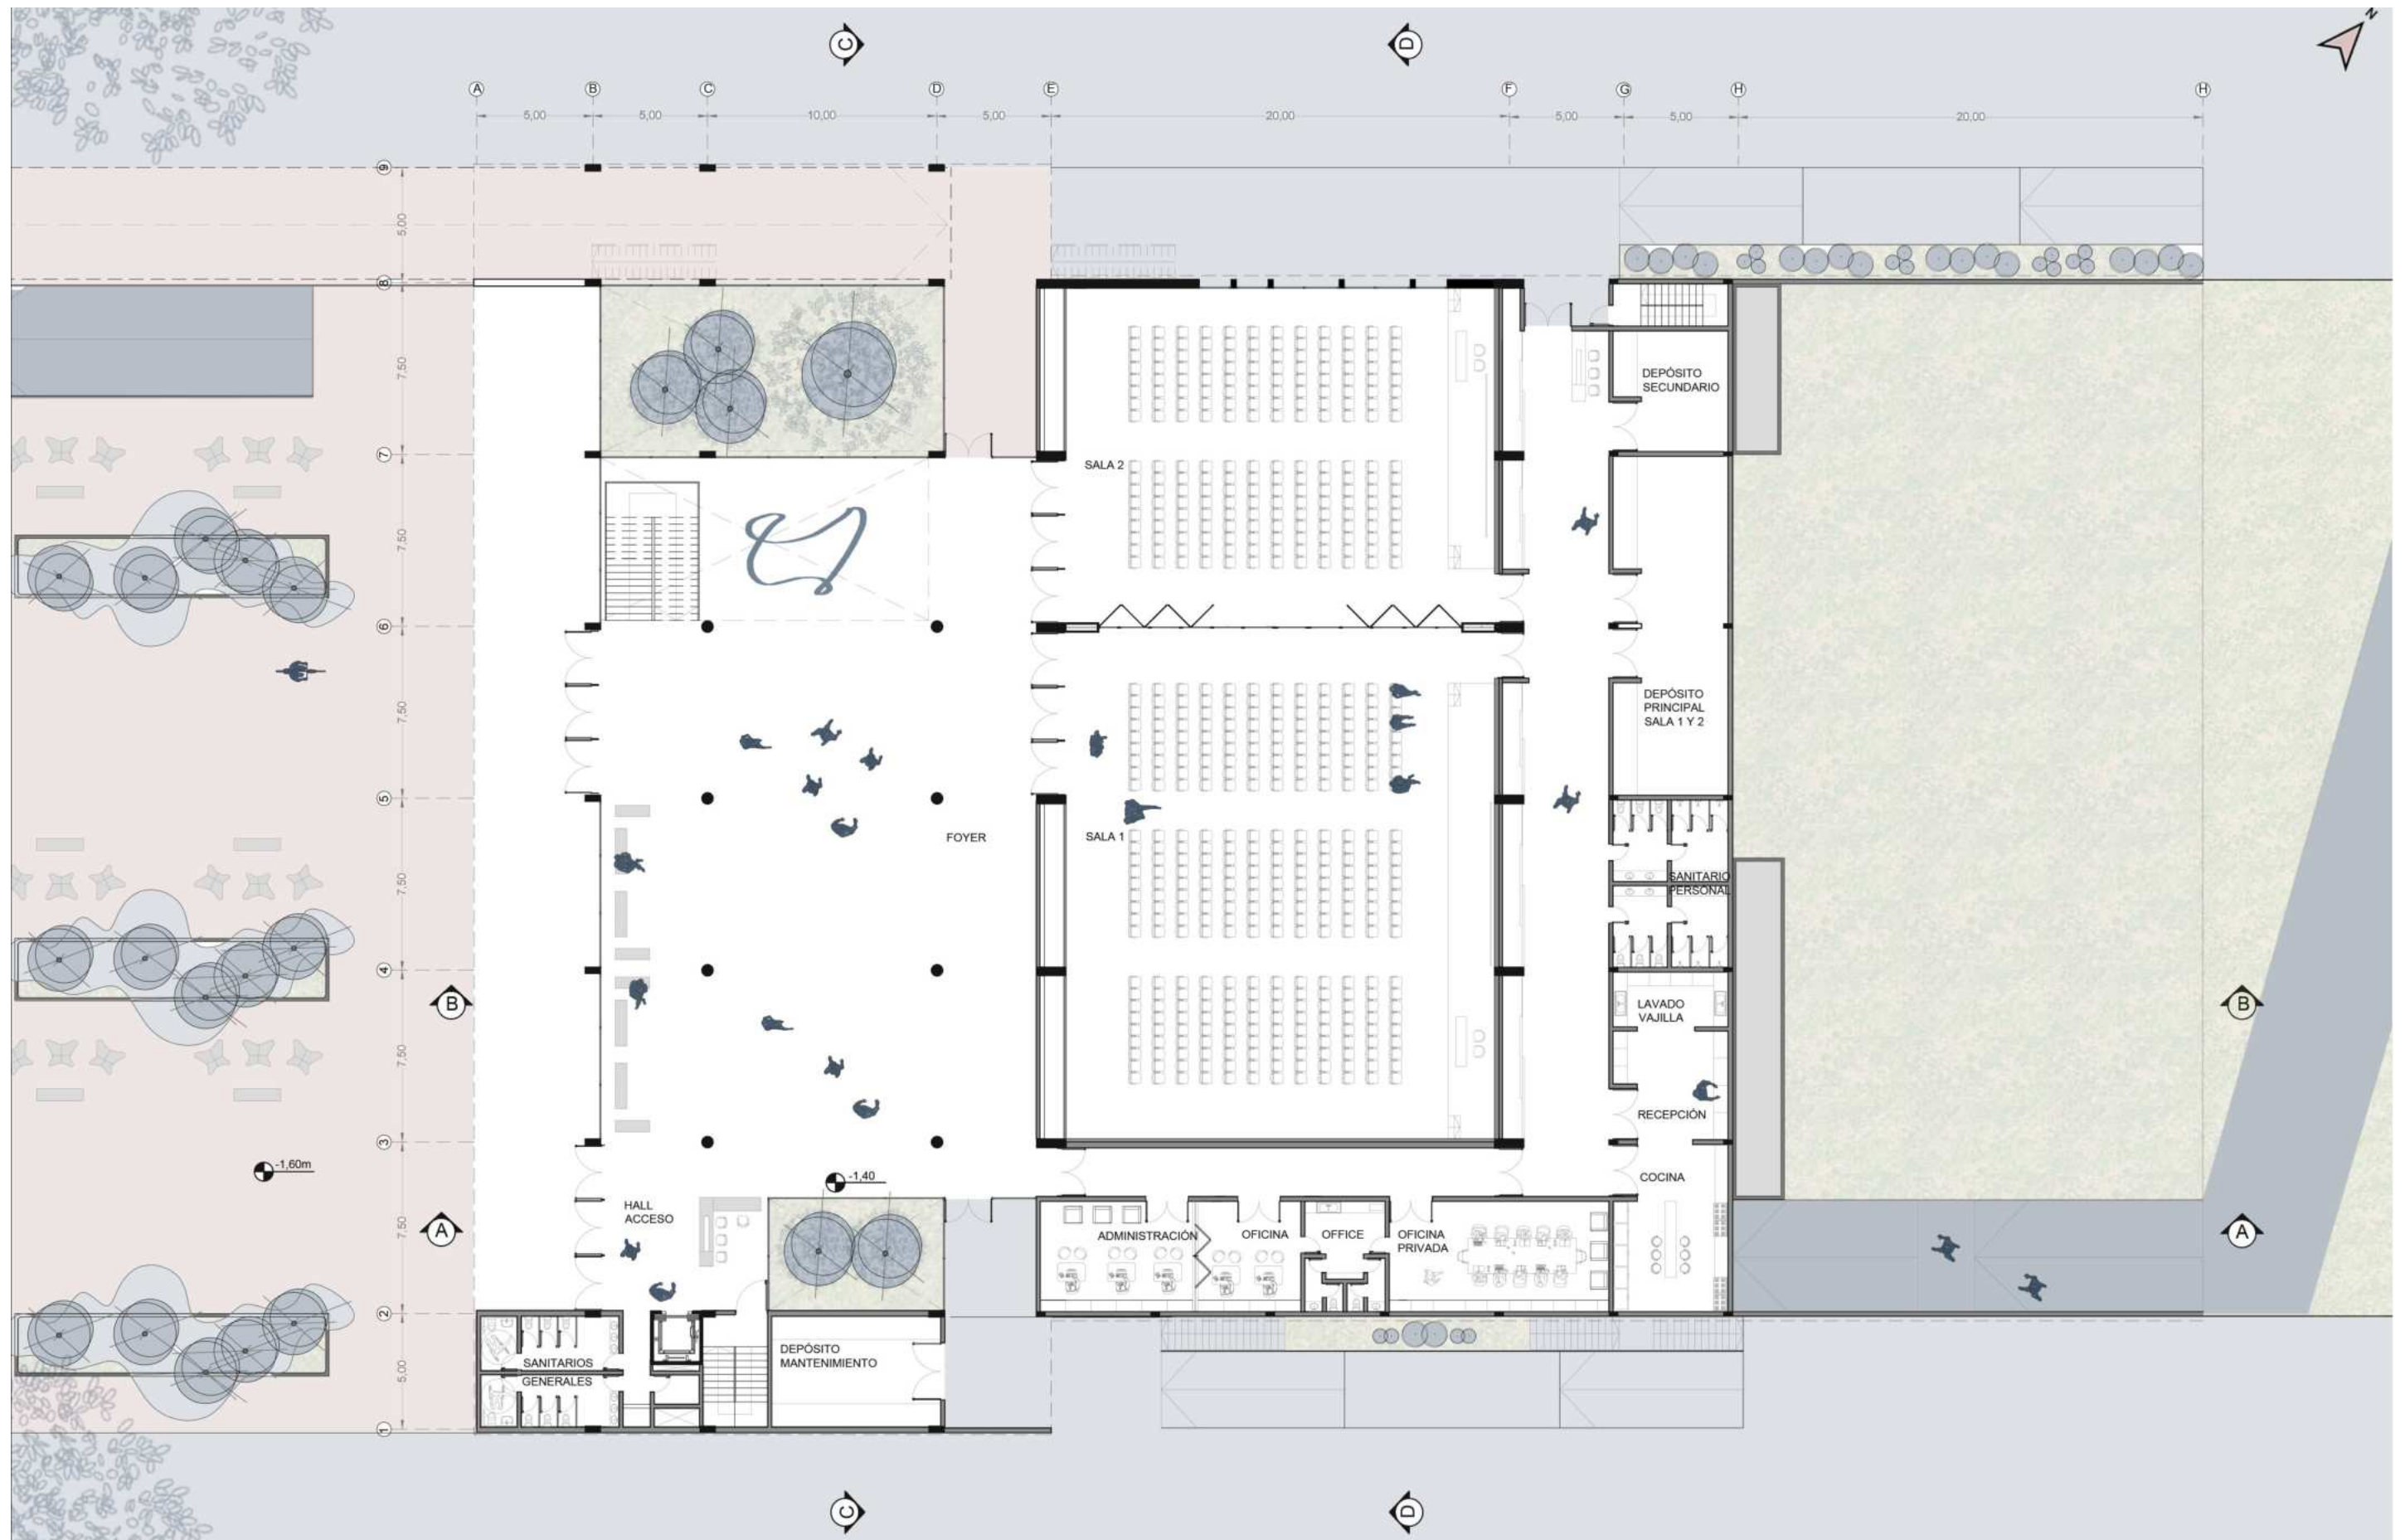 N
C
D
A
B
C
D
E
F
G
H
H
5,00
5,00
10,00
5,00
20,00
5,00
5,00
20,00
9
5,00
8
7,50
DEPÓSITO
SECUNDARIO
7
SALA 2
7,50
6
DEPÓSITO
PRINCIPAL
SALA 1 Y 2
7,50
5
FOYER
SALA 1
7,50
SANITARIO
PERSONAL
4
B
LAVADO
VAJILLA
B
7,50
RECEPCIÓN
3
-1,60m
-1,40
COCINA
HALL
ACCESO
7,50
A
ADMINISTRACIÓN
OFICINA
OFFICE
OFICINA
PRIVADA
A
2
SANITARIOS
GENERALES
DEPÓSITO
MANTENIMIENTO
5,00
1
C
D